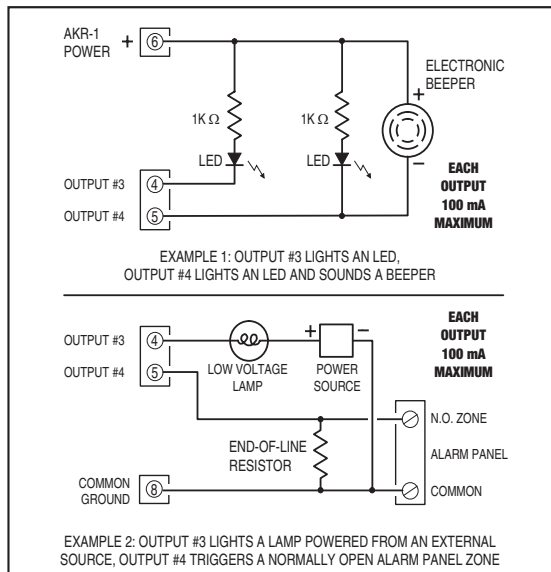 AKR-1
POWER
+
6
ELECTRONIC
BEEPER
+
1K Ω
1K Ω
LED
LED
−
OUTPUT #3
4
OUTPUT #4
5
EACH
OUTPUT
100 mA
MAXIMUM
EXAMPLE 1: OUTPUT #3 LIGHTS AN LED,
OUTPUT #4 LIGHTS AN LED AND SOUNDS A BEEPER
OUTPUT #3
4
OUTPUT #4
5
LOW VOLTAGE
LAMP
+ −
POWER
SOURCE
EACH
OUTPUT
100 mA
MAXIMUM
N.O. ZONE
END-OF-LINE
RESISTOR
ALARM PANEL
COMMON
GROUND
8
COMMON
EXAMPLE 2: OUTPUT #3 LIGHTS A LAMP POWERED FROM AN EXTERNAL
SOURCE, OUTPUT #4 TRIGGERS A NORMALLY OPEN ALARM PANEL ZONE